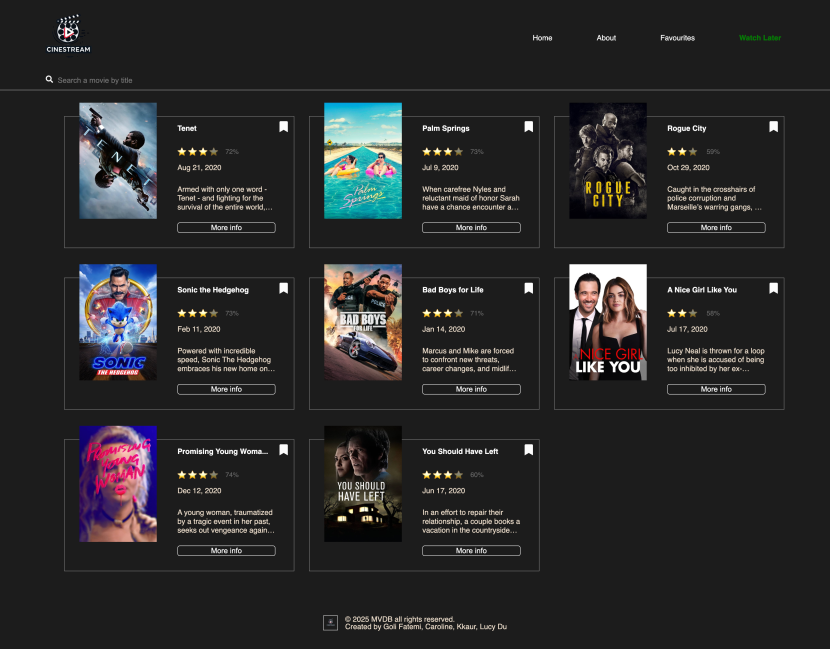 CINESTREAM
Home
About
Favourites
Watch Later
Search a movie by title
TENET
Tenet
72%
Aug 21, 2020
Armed with only one word -
Tenet - and fighting for the
survival of the entire world,...
More info
Palm
Springs
Palm Springs
73%
Jul 9, 2020
When carefree Nyles and
reluctant maid of honor Sarah
have a chance encounter a...
More info
ROGUE
CITY
Rogue City
59%
Oct 29, 2020
Caught in the crosshairs of
police corruption and
Marseille's warring gangs, ...
More info
SONIC
THE HEDGEHOG
Sonic the Hedgehog
73%
Feb 11, 2020
Powered with incredible
speed, Sonic The Hedgehog
embraces his new home on...
More info
POLICE
BAD BOYS
FOR LIFE
Bad Boys for Life
71%
Jan 14, 2020
Marcus and Mike are forced
to confront new threats,
career changes, and midlif...
More info
NICE GIRL
LIKE YOU
A Nice Girl Like You
58%
Jul 17, 2020
Lucy Neal is thrown for a loop
when she is accused of being
too inhibited by her ex-...
More info
PROMISING
YOUNG
WOMAN
Promising Young Woma...
74%
Dec 12, 2020
A young woman, traumatized
by a tragic event in her past,
seeks out vengeance again...
More info
YOU SHOULD
HAVE LEFT
You Should Have Left
60%
Jun 17, 2020
In an effort to repair their
relationship, a couple books a
vacation in the countryside...
More info
© 2025 MVDB all rights reserved.
Created by Goli Fatemi, Caroline, Kkaur, Lucy Du